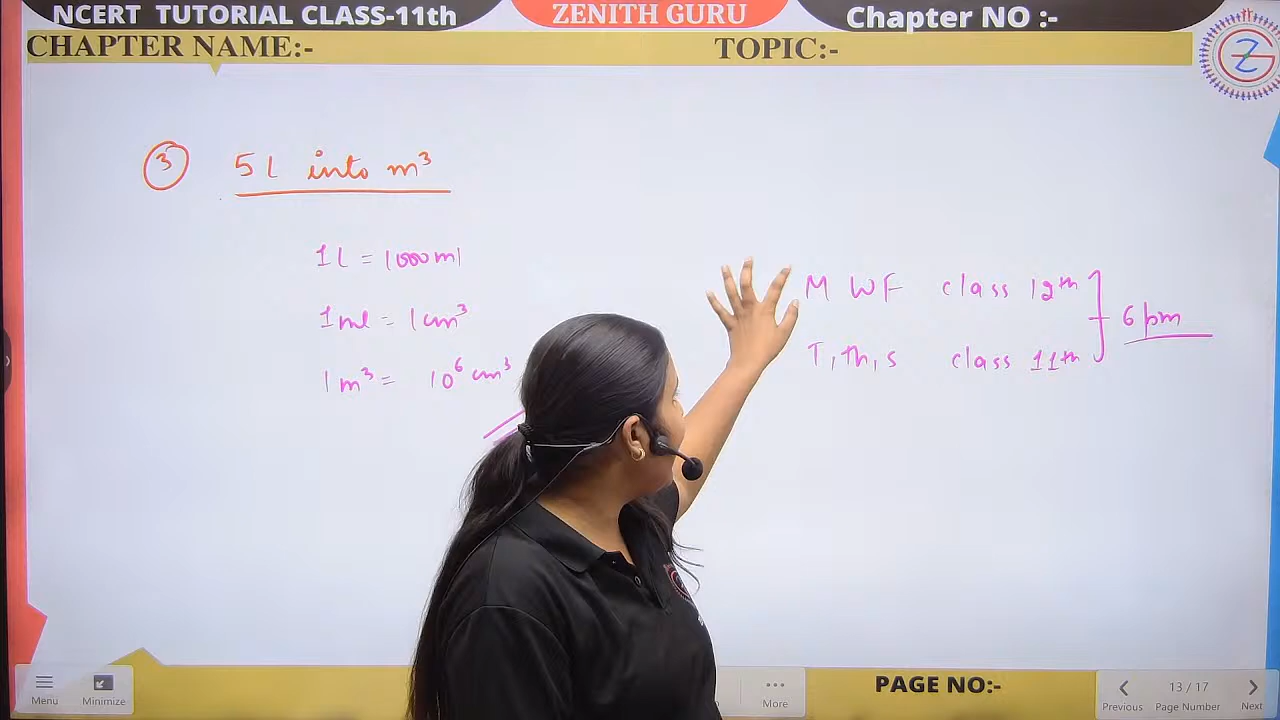 NCERT TUTORIAL CLASS-11th
ZENITH GURU
Chapter NO :-
CHAPTER NAME:-
TOPIC:-
3
5 L into m³
1 L = 1000 ml
1 ml = 1 cm³
1 m³ = 10⁶ cm³
M W F class 12th
T, th, s class 11th
6 pm
Menu
Minimize
More
PAGE NO:-
Previous
13 / 17
Page Number
Next